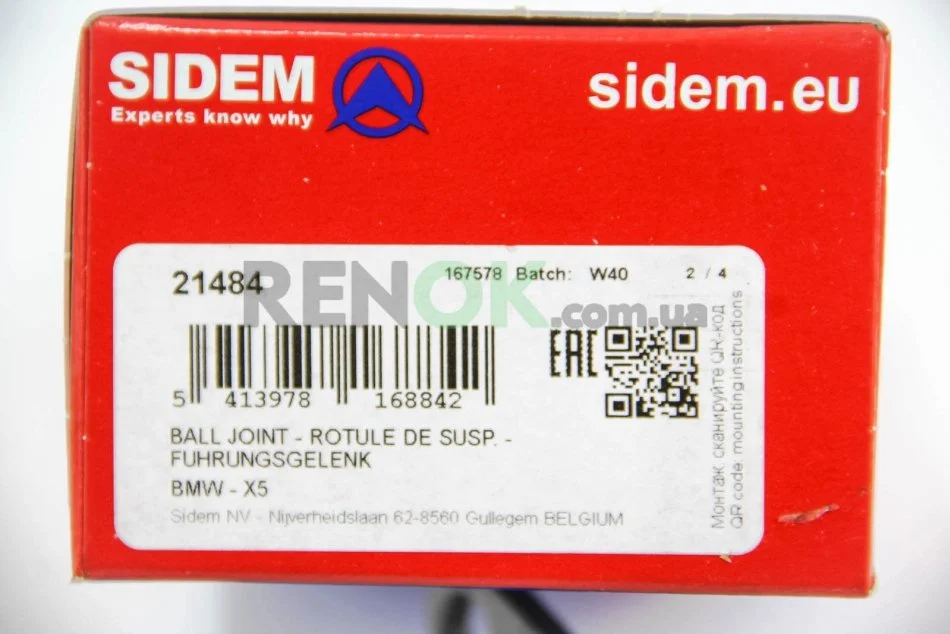 SIDEM
Experts know why
sidem.eu
21484
167578 Batch: W40 2 / 4
RENOK.com.ua
EAC
5 413978 168842
BALL JOINT - ROTULE DE SUSP. -
FUHRUNGSGELENK
BMW - X5
Sidem NV - Nijverheidslaan 62-8560 Gullegem BELGIUM
Монтаж: сканируйте QR-код
QR code: mountinginstructions